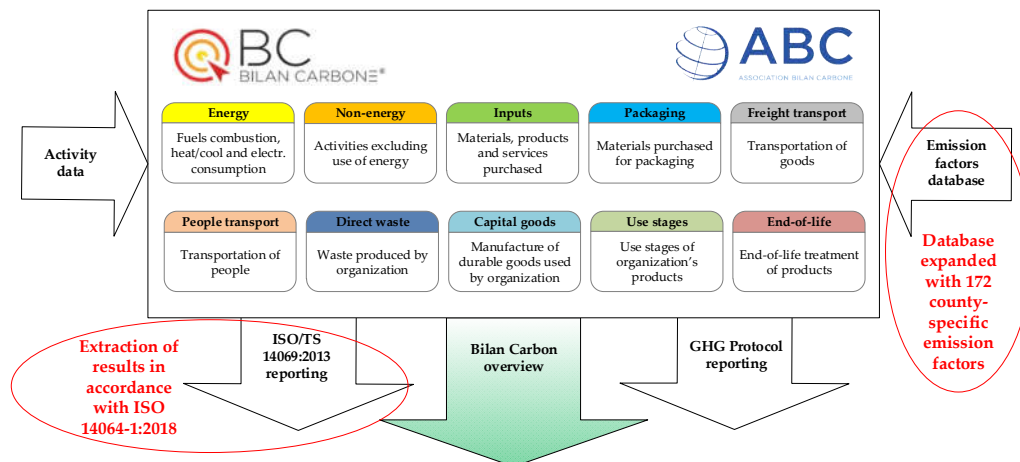 BC
BILAN CARBONE®
ABC
ASSOCIATION BILAN CARBONE
Activity
data
Energy
Fuels combustion,
heat/cool and electr.
consumption
Non-energy
Activities excluding
use of energy
Inputs
Materials, products
and services
purchased
Packaging
Materials purchased
for packaging
Freight transport
Transportation of
goods
Emission
factors
database
People transport
Transportation of
people
Direct waste
Waste produced by
organization
Capital goods
Manufacture of
durable goods used
by organization
Use stages
Use stages of
organization's
products
End-of-life
End-of-life treatment
of products
Database
expanded
with 172
county-
specific
emission
factors
Extraction of
results in
accordance
with ISO
14064-1:2018
ISO/TS
14069:2013
reporting
Bilan Carbon
overview
GHG Protocol
reporting